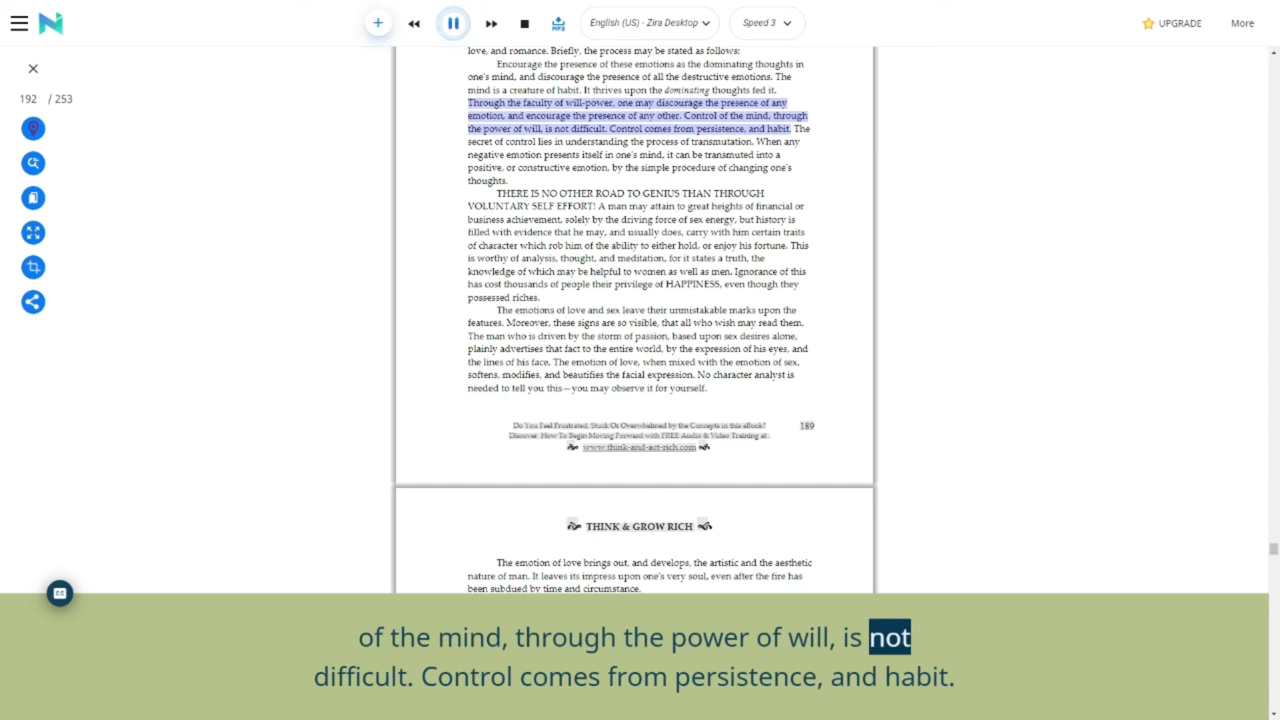 English (US) - Zira Desktop
Speed 3
UPGRADE
More
MP3
192 / 253
love, and romance. Briefly, the process may be stated as follows:
Encourage the presence of these emotions as the dominating thoughts in
one's mind, and discourage the presence of all the destructive emotions. The
mind is a creature of habit. It thrives upon the dominating thoughts fed it.
Through the faculty of will-power, one may discourage the presence of any
emotion, and encourage the presence of any other. Control of the mind, through
the power of will, is not difficult. Control comes from persistence, and habit. The
secret of control lies in understanding the process of transmutation. When any
negative emotion presents itself in one's mind, it can be transmuted into a
positive, or constructive emotion, by the simple procedure of changing one's
thoughts.
THERE IS NO OTHER ROAD TO GENIUS THAN THROUGH
VOLUNTARY SELF EFFORT! A man may attain to great heights of financial or
business achievement, solely by the driving force of sex energy, but history is
filled with evidence that he may, and usually does, carry with him certain traits
of character which rob him of the ability to either hold, or enjoy his fortune. This
is worthy of analysis, thought, and meditation, for it states a truth, the
knowledge of which may be helpful to women as well as men. Ignorance of this
has cost thousands of people their privilege of HAPPINESS, even though they
possessed riches.
The emotions of love and sex leave their unmistakable marks upon the
features. Moreover, these signs are so visible, that all who wish may read them.
The man who is driven by the storm of passion, based upon sex desires alone,
plainly advertises that fact to the entire world, by the expression of his eyes, and
the lines of his face. The emotion of love, when mixed with the emotion of sex,
softens, modifies, and beautifies the facial expression. No character analyst is
needed to tell you this—you may observe it for yourself.
Do You Feel Frustrated, Stuck Or Overwhelmed by the Concepts in this eBook?
189
Discover How To Begin Moving Forward with FREE Audio & Video Training at:
www.think-and-act-rich.com
THINK & GROW RICH
The emotion of love brings out, and develops, the artistic and the aesthetic
nature of man. It leaves its impress upon one's very soul, even after the fire has
been subdued by time and circumstance.
CC
of the mind, through the power of will, is not
difficult. Control comes from persistence, and habit.